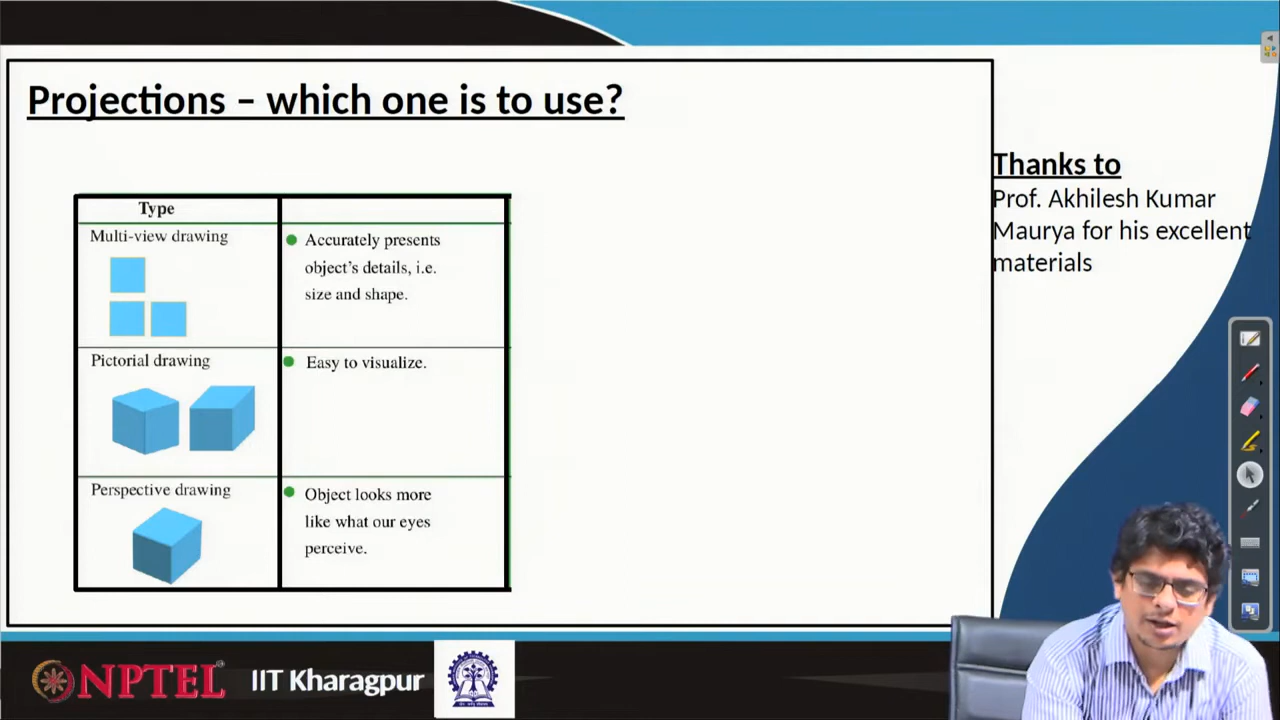 Projections – which one is to use?
Thanks to
Prof. Akhilesh Kumar
Maurya for his excellent
materials
Type
Multi-view drawing
Accurately presents
object's details, i.e.
size and shape.
Pictorial drawing
Easy to visualize.
Perspective drawing
Object looks more
like what our eyes
perceive.
NPTEL
IIT Kharagpur